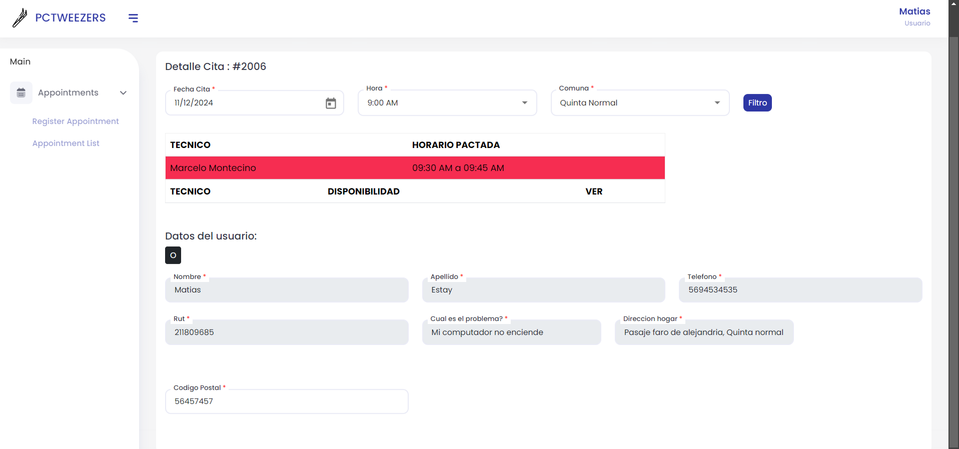 PCTWEEZERS
Matias
Usuario
Main
Appointments
Register Appointment
Appointment List
Detalle Cita : #2006
Fecha Cita *
11/12/2024
Hora *
9:00 AM
Comuna *
Quinta Normal
Filtro
TECNICO HORARIO PACTADA
Marcelo Montecino 09:30 AM a 09:45 AM
TECNICO DISPONIBILIDAD VER
Datos del usuario:
O
Nombre * Apellido * Telefono *
Matias Estay 5694534535
Rut * Cual es el problema? * Direccion hogar *
211809685 Mi computador no enciende Pasaje faro de alejandria, Quinta normal
Codigo Postal *
56457457